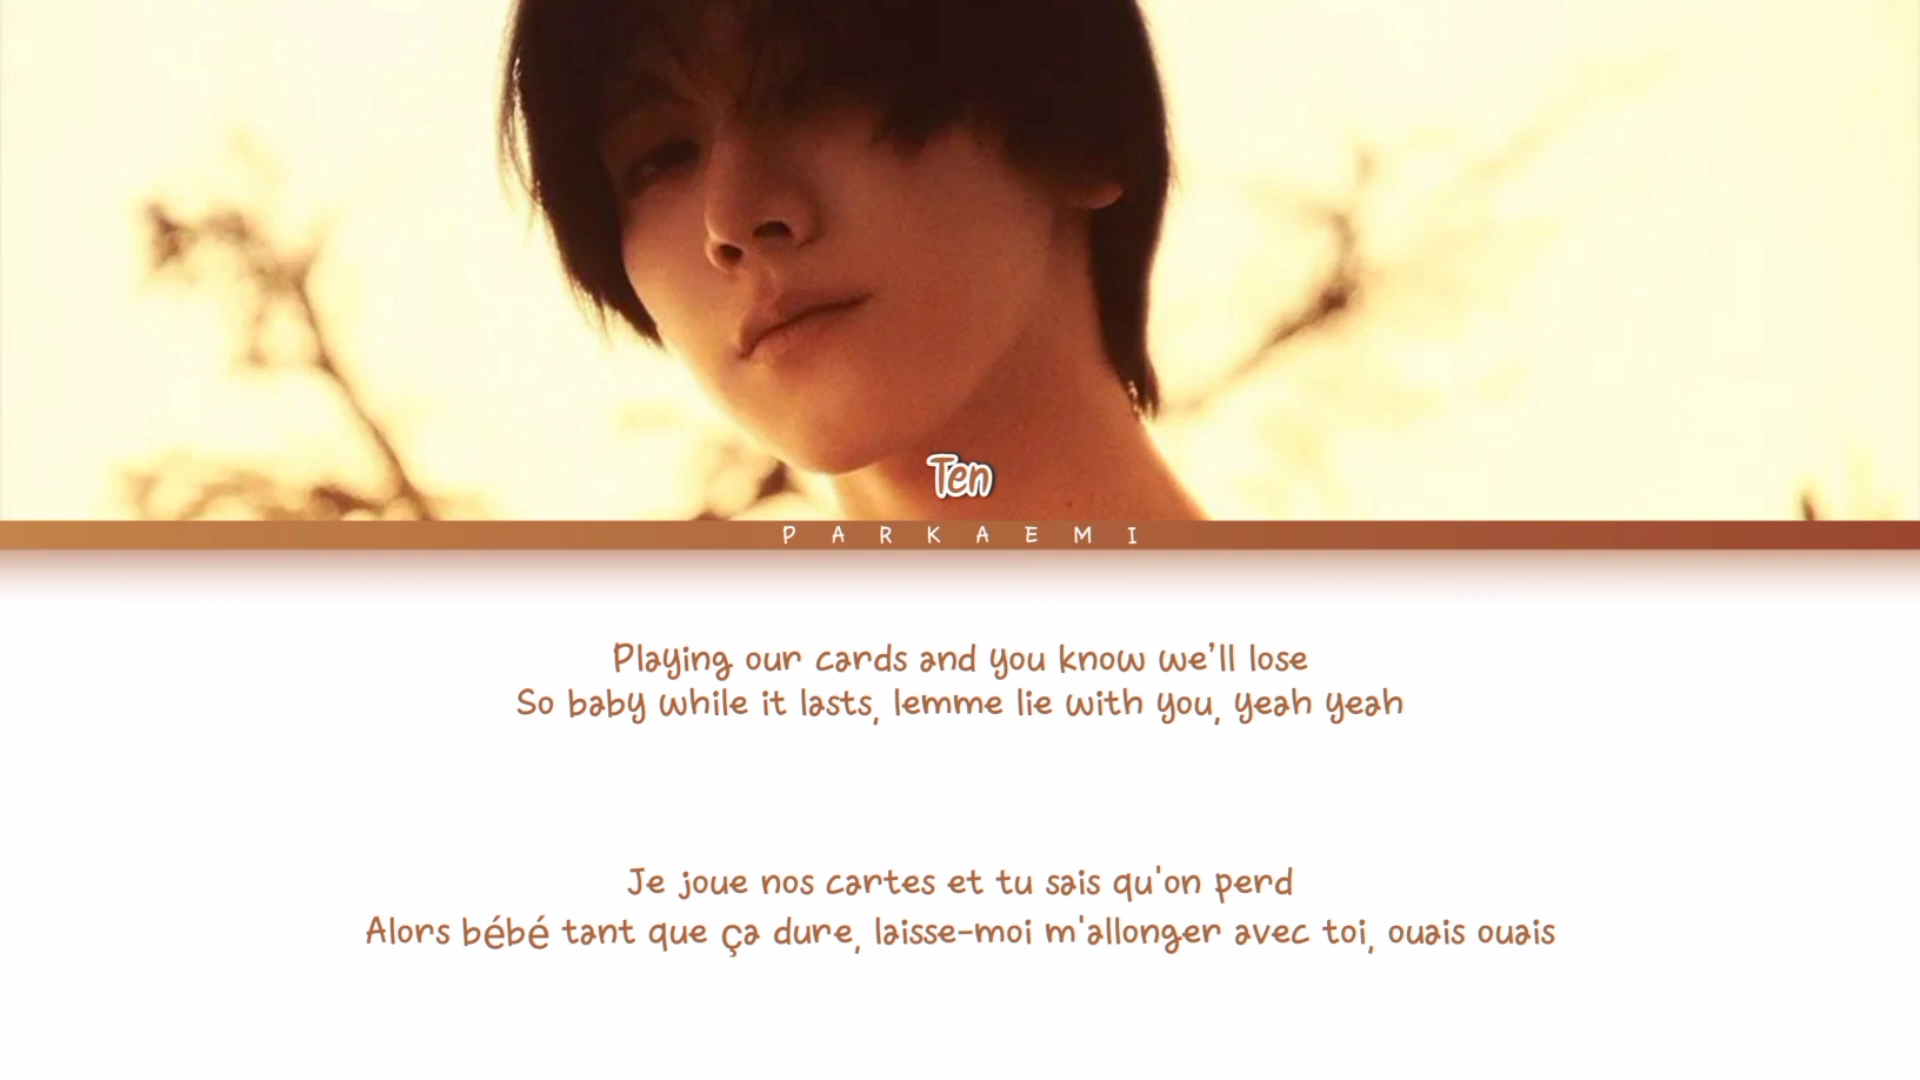 Ten
PARKAEMI
Playing our cards and you know we'll lose
So baby while it lasts, lemme lie with you, yeah yeah
Je joue nos cartes et tu sais qu'on perd
Alors bébé tant que ça dure, laisse-moi m'allonger avec toi, ouais ouais